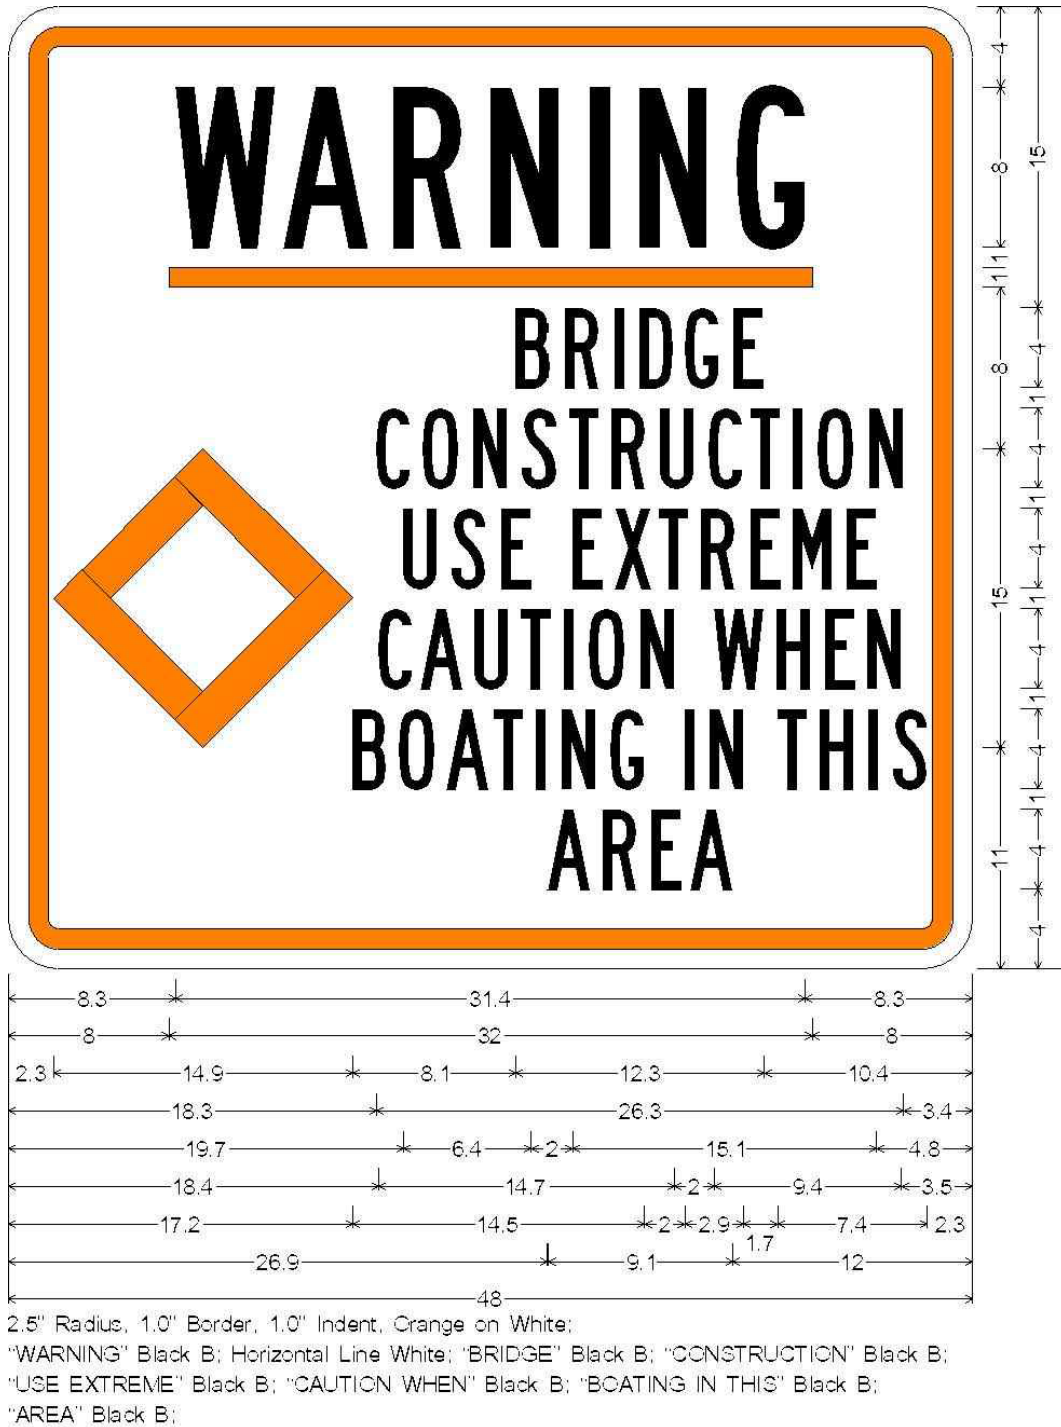 WARNING
BRIDGE
CONSTRUCTION
USE EXTREME
CAUTION WHEN
BOATING IN THIS
AREA
4
8
1
1
8
15
11
15
4
1
4
1
4
1
4
1
4
1
4
4
8.3 31.4 8.3
8 32 8
2.3 14.9 8.1 12.3 10.4
18.3 26.3 3.4
19.7 6.4 2 15.1 4.8
18.4 14.7 2 9.4 3.5
17.2 14.5 2 2.9 1.7 7.4 2.3
26.9 9.1 12
48
2.5" Radius, 1.0" Border, 1.0" Indent, Orange on White;
"WARNING" Black B; Horizontal Line White; "BRIDGE" Black B; "CONSTRUCTION" Black B;
"USE EXTREME" Black B; "CAUTION WHEN" Black B; "BOATING IN THIS" Black B;
"AREA" Black B;